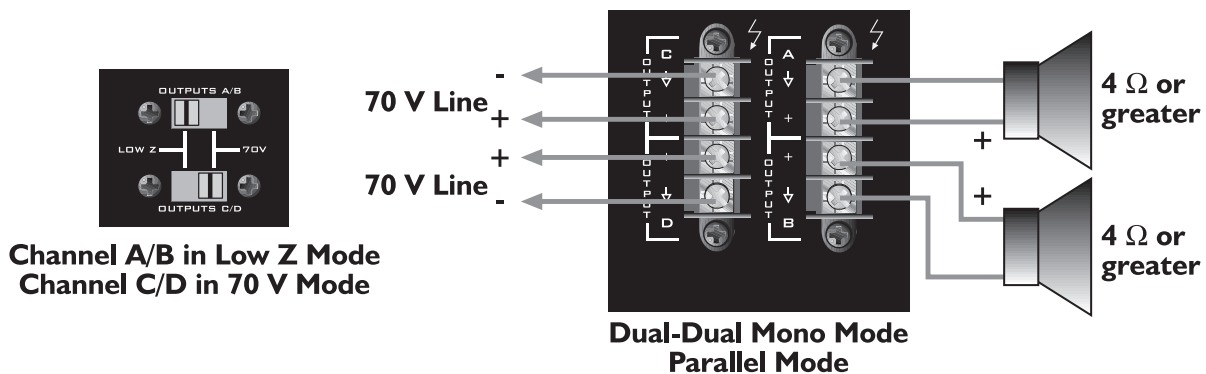 OUTPUTS A/B
LOW Z
70V
OUTPUTS C/D
Channel A/B in Low Z Mode
Channel C/D in 70 V Mode
-
70 V Line
+
+
70 V Line
-
C
OUTPUT
+
+
OUTPUT
D
A
OUTPUT
+
+
OUTPUT
B
4 Ω or
greater
+
+
4 Ω or
greater
Dual-Dual Mono Mode
Parallel Mode